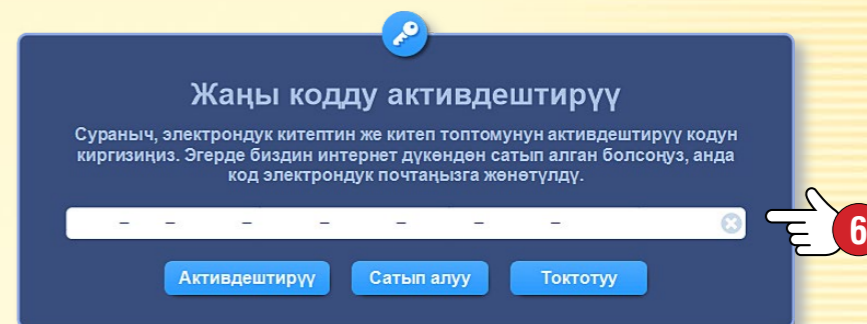 Жаңы кодду активдештирүү
Сураныч, электрондук китептин же китеп топтомунун активдештирүү кодун
киргизиңиз. Эгерде биздин интернет дүкөндөн сатып алган болсоңуз, анда
код электрондук почтаңызга жөнөтүлдү.
– – – – – – –
6
Активдештирүү Сатып алуу Токтотуу